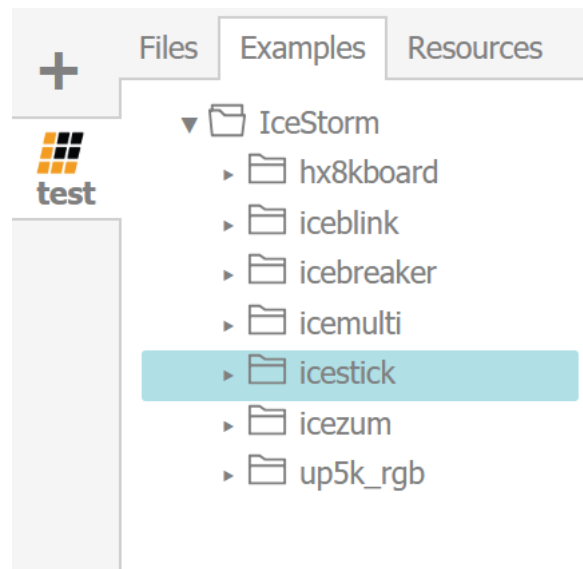 Files Examples Resources
IceStorm
test
hx8kboard
iceblink
icebreaker
icemulti
icestick
icezum
up5k_rgb